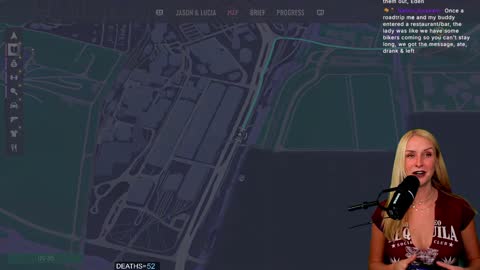 JASON & LUCIA MAP BRIEF PROGRESS
them out, Eden
Once a
roadtrip me and my buddy
entered a restaurant/bar, the
lady was like we have some
bikers coming so you can't stay
long, we got the message, ate,
drank & left
DEATHS=52